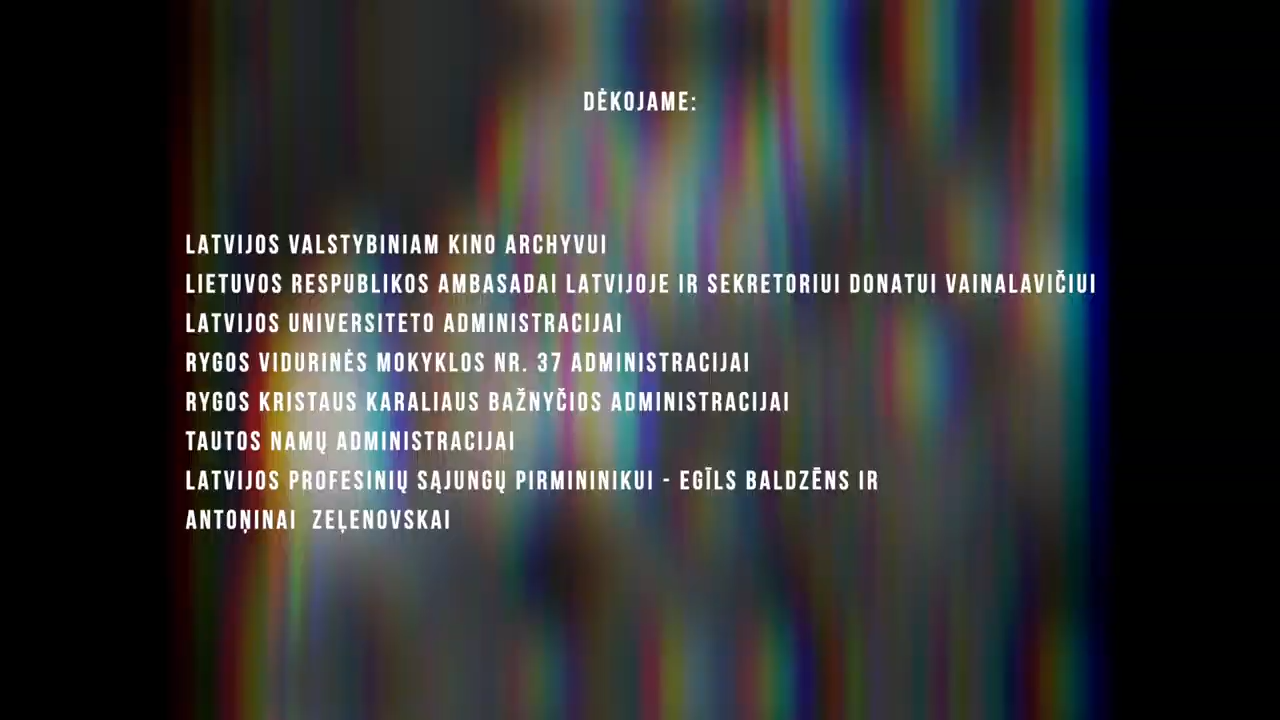 DĖKOJAME:
LATVIJOS VALSTYBINIAM KINO ARCHYVUI
LIETUVOS RESPUBLIKOS AMBASADAI LATVIJOJE IR SEKRETORIUI DONATUI VAINALAVIČIUI
LATVIJOS UNIVERSITETO ADMINISTRACIJAI
RYGOS VIDURINĖS MOKYKLOS NR. 37 ADMINISTRACIJAI
RYGOS KRISTAUS KARALIAUS BAŽNYČIOS ADMINISTRACIJAI
TAUTOS NAMŲ ADMINISTRACIJAI
LATVIJOS PROFESINIŲ SĄJUNGŲ PIRMININIKUI - EGĪLS BALDZĒNS IR
ANTOŅINAI ZEĻENOVSKAI